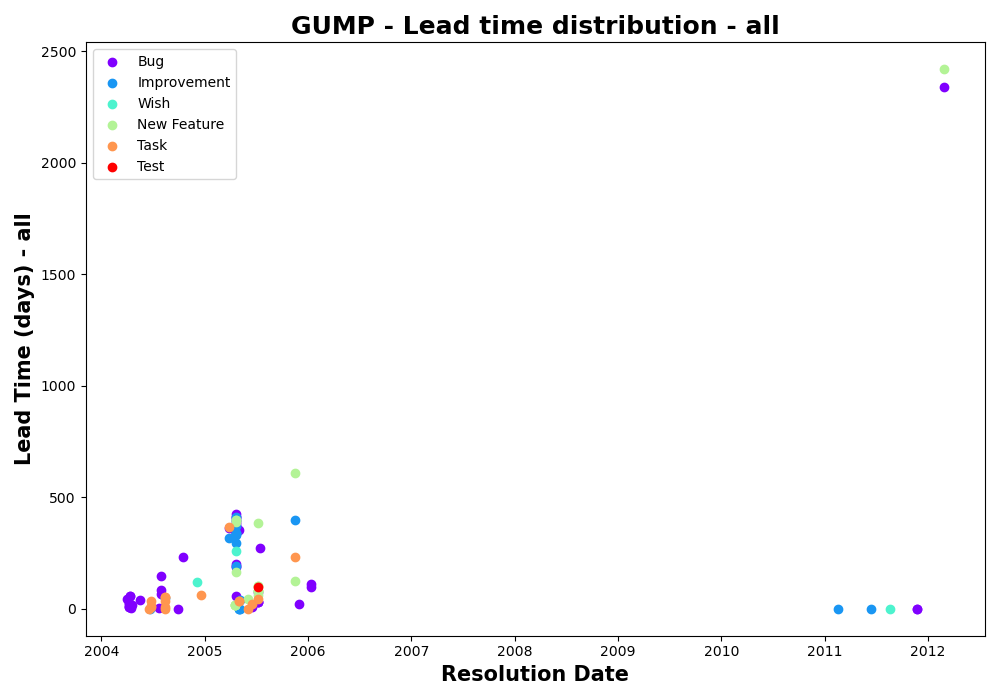 GUMP - Lead time distribution - all
2500
2000
1500
1000
500
0
Lead Time (days) - all
Bug
Improvement
Wish
New Feature
Task
Test
2004 2005 2006 2007 2008 2009 2010 2011 2012
Resolution Date